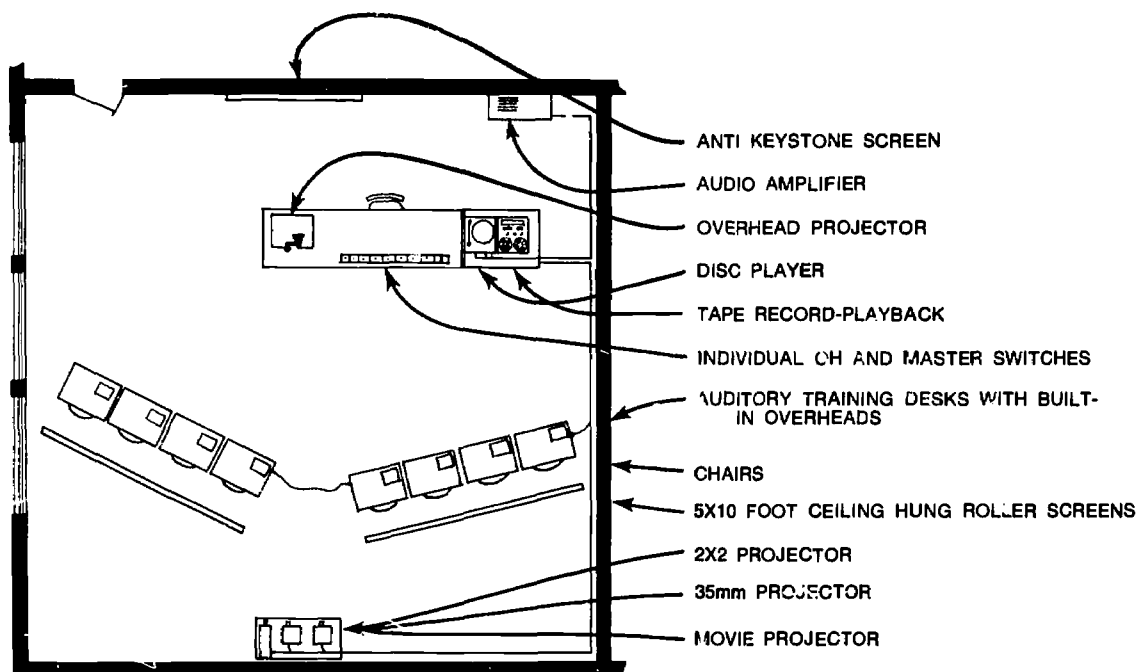 ANTI KEYSTONE SCREEN
AUDIO AMPLIFIER
OVERHEAD PROJECTOR
DISC PLAYER
TAPE RECORD-PLAYBACK
INDIVIDUAL OH AND MASTER SWITCHES
AUDITORY TRAINING DESKS WITH BUILT-
IN OVERHEADS
CHAIRS
5X10 FOOT CEILING HUNG ROLLER SCREENS
2X2 PROJECTOR
35mm PROJECTOR
MOVIE PROJECTOR